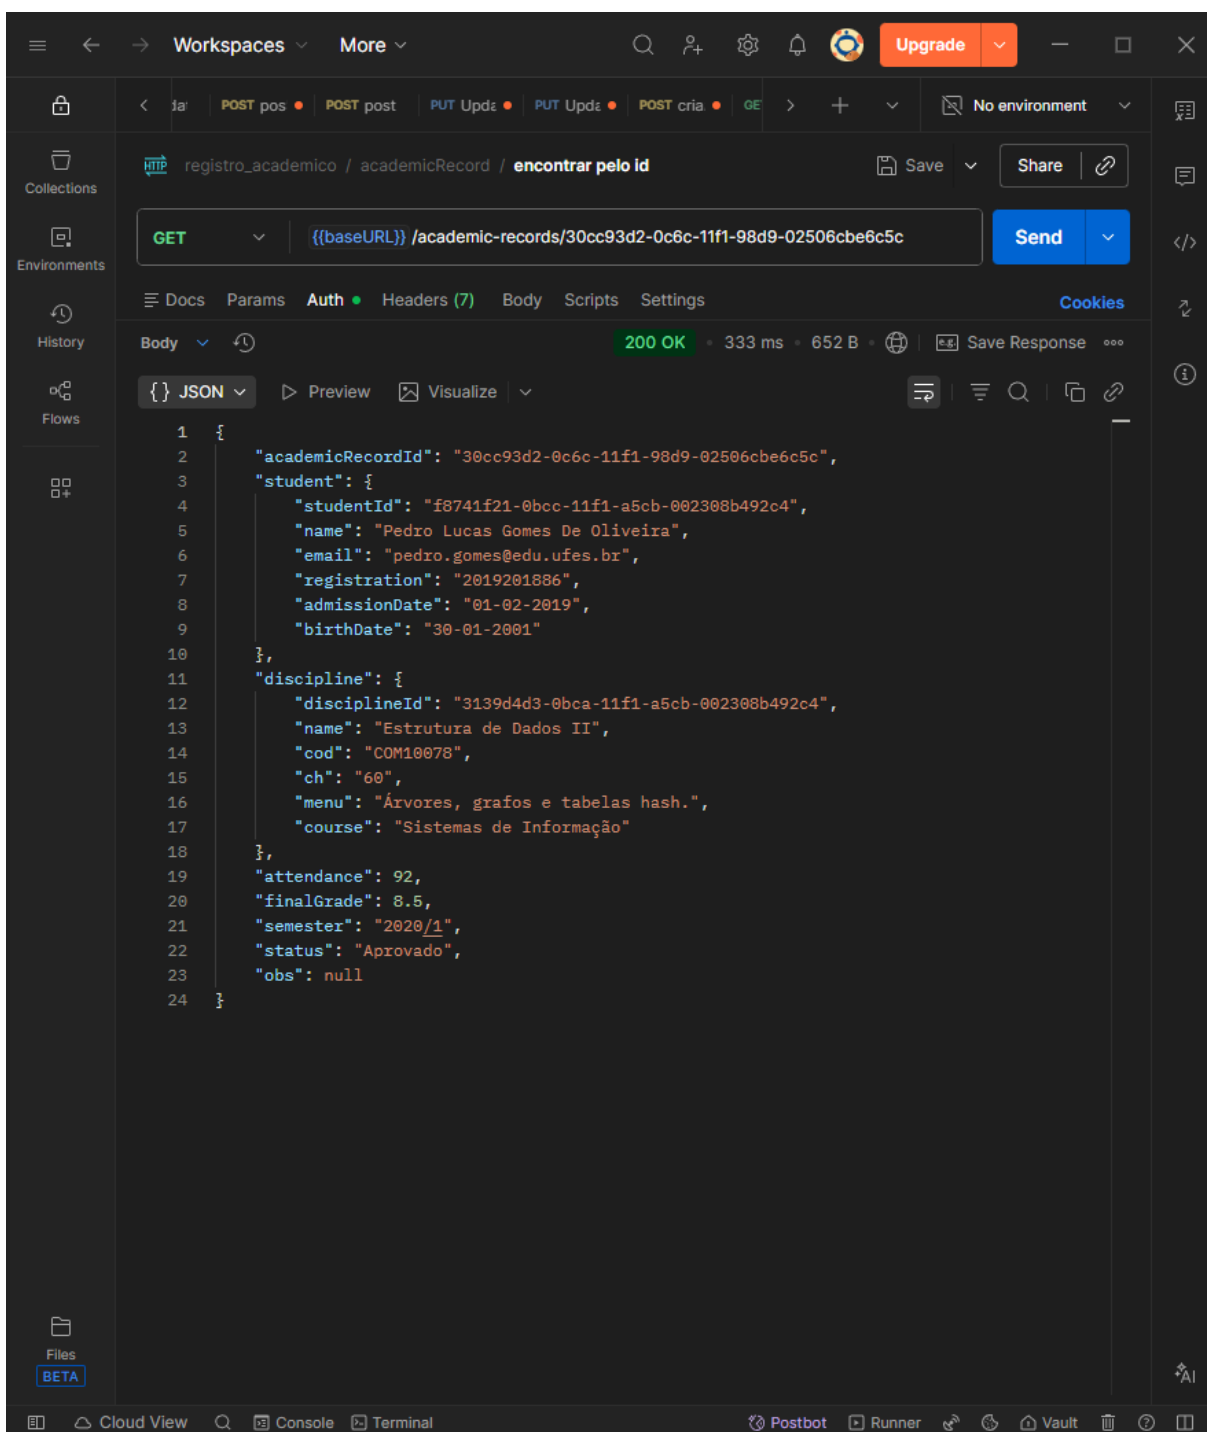 Workspaces More Upgrade
da POST pos POST post PUT Upda PUT Upda POST cria. GE No environment
HTTP registro_academico / academicRecord / encontrar pelo id Save Share
Collections
GET {{baseURL}} /academic-records/30cc93d2-0c6c-11f1-98d9-02506cbe6c5c Send
Environments
Docs Params Auth Headers (7) Body Scripts Settings Cookies
History
Body 200 OK 333 ms 652 B e.g. Save Response
{} JSON Preview Visualize
Flows
1 {
2 "academicRecordId": "30cc93d2-0c6c-11f1-98d9-02506cbe6c5c",
3 "student": {
4 "studentId": "f8741f21-0bcc-11f1-a5cb-002308b492c4",
5 "name": "Pedro Lucas Gomes De Oliveira",
6 "email": "pedro.gomes@edu.ufes.br",
7 "registration": "2019201886",
8 "admissionDate": "01-02-2019",
9 "birthDate": "30-01-2001"
10 },
11 "discipline": {
12 "disciplineId": "3139d4d3-0bca-11f1-a5cb-002308b492c4",
13 "name": "Estrutura de Dados II",
14 "cod": "COM10078",
15 "ch": "60",
16 "menu": "Árvores, grafos e tabelas hash.",
17 "course": "Sistemas de Informação"
18 },
19 "attendance": 92,
20 "finalGrade": 8.5,
21 "semester": "2020/1",
22 "status": "Aprovado",
23 "obs": null
24 }
Files
BETA
AI
Cloud View Console Terminal Postbot Runner Vault